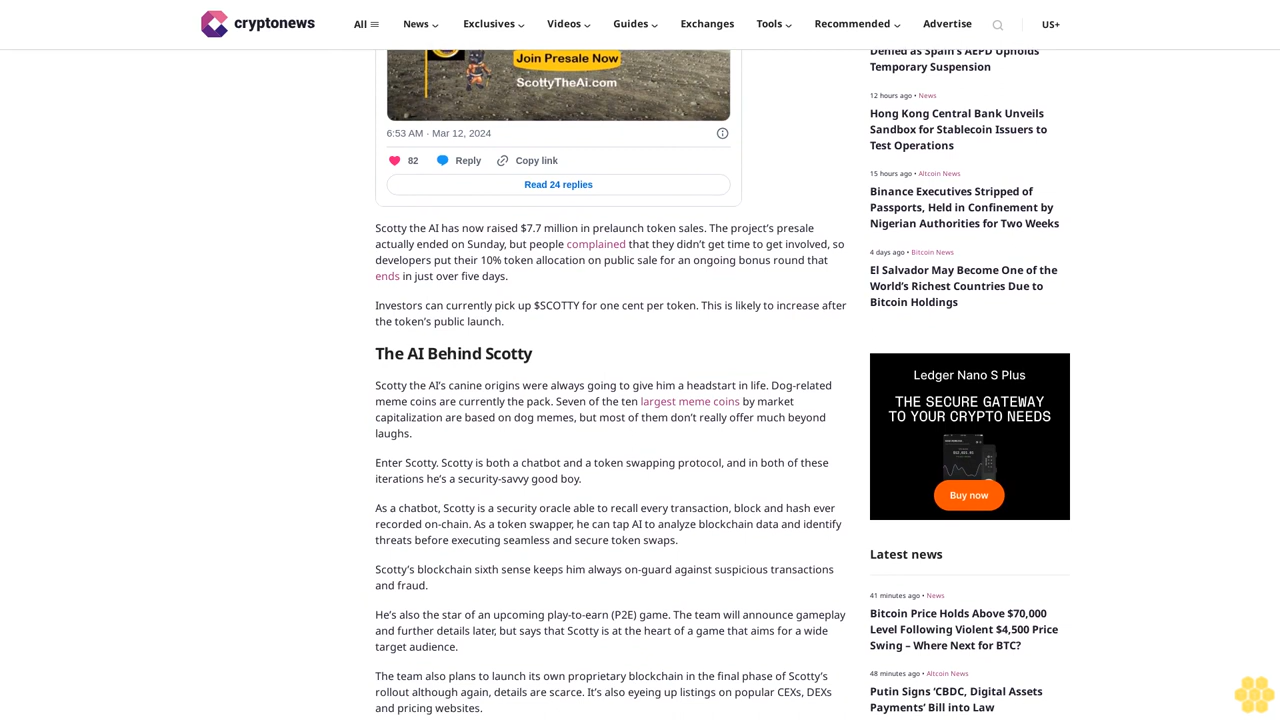 cryptonews
All
News
Exclusives
Videos
Guides
Exchanges
Tools
Recommended
Advertise
US+
Join Presale Now
ScottyTheAi.com
6:53 AM · Mar 12, 2024
82
Reply
Copy link
Read 24 replies
Scotty the AI has now raised $7.7 million in prelaunch token sales. The project's presale
actually ended on Sunday, but people complained that they didn't get time to get involved, so
developers put their 10% token allocation on public sale for an ongoing bonus round that
ends in just over five days.
Investors can currently pick up $SCOTTY for one cent per token. This is likely to increase after
the token's public launch.
The AI Behind Scotty
Scotty the AI's canine origins were always going to give him a headstart in life. Dog-related
meme coins are currently the pack. Seven of the ten largest meme coins by market
capitalization are based on dog memes, but most of them don't really offer much beyond
laughs.
Enter Scotty. Scotty is both a chatbot and a token swapping protocol, and in both of these
iterations he's a security-savvy good boy.
As a chatbot, Scotty is a security oracle able to recall every transaction, block and hash ever
recorded on-chain. As a token swapper, he can tap AI to analyze blockchain data and identify
threats before executing seamless and secure token swaps.
Scotty's blockchain sixth sense keeps him always on-guard against suspicious transactions
and fraud.
He's also the star of an upcoming play-to-earn (P2E) game. The team will announce gameplay
and further details later, but says that Scotty is at the heart of a game that aims for a wide
target audience.
The team also plans to launch its own proprietary blockchain in the final phase of Scotty's
rollout although again, details are scarce. It's also eyeing up listings on popular CEXs, DEXs
and pricing websites.
Denied as Spain's AEPD Upholds
Temporary Suspension
12 hours ago • News
Hong Kong Central Bank Unveils
Sandbox for Stablecoin Issuers to
Test Operations
15 hours ago • Altcoin News
Binance Executives Stripped of
Passports, Held in Confinement by
Nigerian Authorities for Two Weeks
4 days ago • Bitcoin News
El Salvador May Become One of the
World's Richest Countries Due to
Bitcoin Holdings
Ledger Nano S Plus
THE SECURE GATEWAY
TO YOUR CRYPTO NEEDS
Buy now
Latest news
41 minutes ago • News
Bitcoin Price Holds Above $70,000
Level Following Violent $4,500 Price
Swing – Where Next for BTC?
48 minutes ago • Altcoin News
Putin Signs 'CBDC, Digital Assets
Payments' Bill into Law